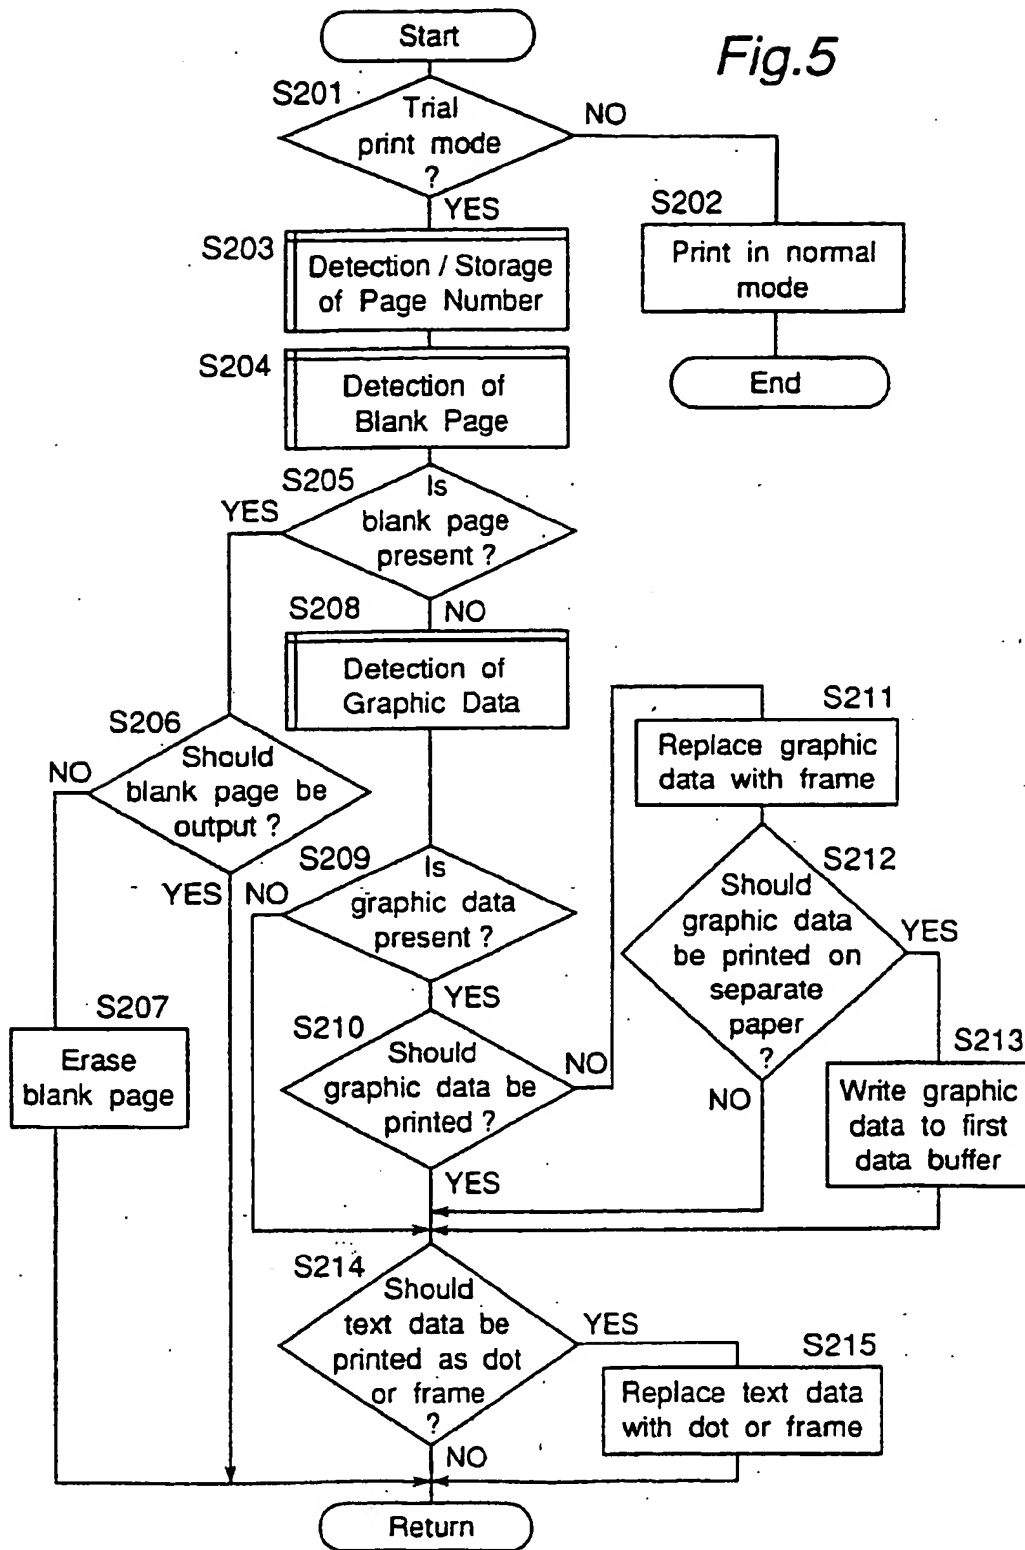 Fig.5
Start
S201
Trial
print mode
?
NO
YES
S202
Print in normal
mode
End
S203
Detection / Storage
of Page Number
S204
Detection of
Blank Page
S205
Is
blank page
present ?
YES
NO
S208
Detection of
Graphic Data
S206
Should
blank page be
output ?
NO
YES
S207
Erase
blank page
S209
Is
graphic data
present ?
NO
YES
S210
Should
graphic data be
printed ?
NO
YES
S211
Replace graphic
data with frame
S212
Should
graphic data
be printed on
separate
paper
?
YES
NO
S213
Write graphic
data to first
data buffer
S214
Should
text data be
printed as dot
or frame
?
YES
NO
S215
Replace text data
with dot or frame
Return